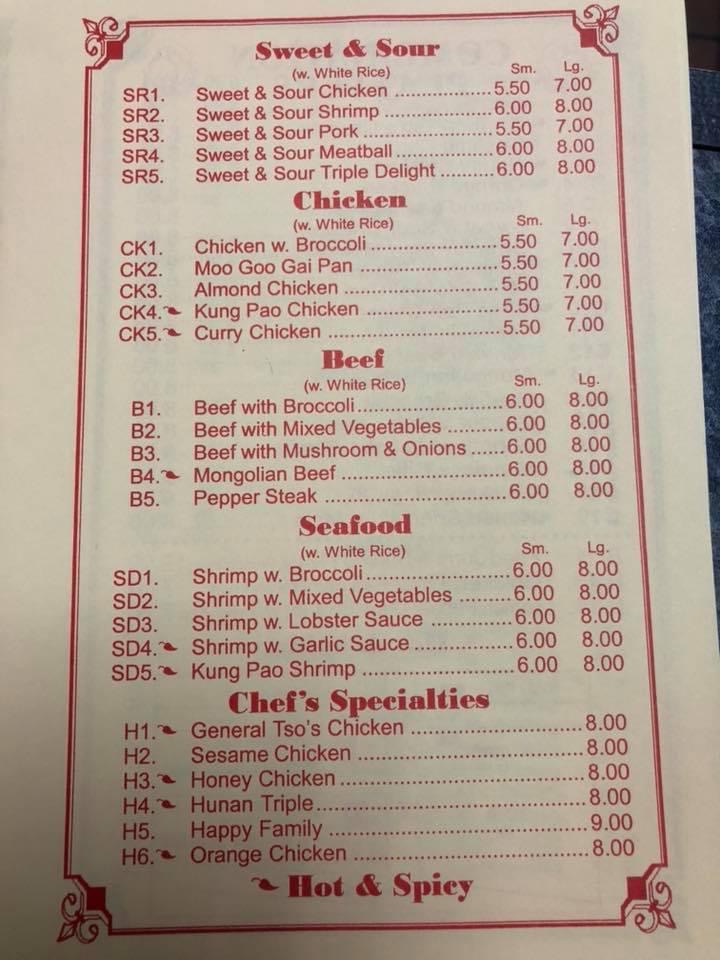 Sweet & Sour
(w. White Rice) Sm. Lg.
SR1. Sweet & Sour Chicken ..................5.50 7.00
SR2. Sweet & Sour Shrimp ....................6.00 8.00
SR3. Sweet & Sour Pork ........................5.50 7.00
SR4. Sweet & Sour Meatball ..................6.00 8.00
SR5. Sweet & Sour Triple Delight ..........6.00 8.00
Chicken
(w. White Rice) Sm. Lg.
CK1. Chicken w. Broccoli .......................5.50 7.00
CK2. Moo Goo Gai Pan .........................5.50 7.00
CK3. Almond Chicken ............................5.50 7.00
CK4. Kung Pao Chicken ........................5.50 7.00
CK5. Curry Chicken ...............................5.50 7.00
Beef
(w. White Rice) Sm. Lg.
B1. Beef with Broccoli..........................6.00 8.00
B2. Beef with Mixed Vegetables ..........6.00 8.00
B3. Beef with Mushroom & Onions ......6.00 8.00
B4. Mongolian Beef ..............................6.00 8.00
B5. Pepper Steak .................................6.00 8.00
Seafood
(w. White Rice) Sm. Lg.
SD1. Shrimp w. Broccoli..........................6.00 8.00
SD2. Shrimp w. Mixed Vegetables .........6.00 8.00
SD3. Shrimp w. Lobster Sauce ..............6.00 8.00
SD4. Shrimp w. Garlic Sauce .................6.00 8.00
SD5. Kung Pao Shrimp ...........................6.00 8.00
Chef's Specialties
H1. General Tso's Chicken ..............................8.00
H2. Sesame Chicken ........................................8.00
H3. Honey Chicken ...........................................8.00
H4. Hunan Triple................................................8.00
H5. Happy Family ..............................................9.00
H6. Orange Chicken ..........................................8.00
Hot & Spicy